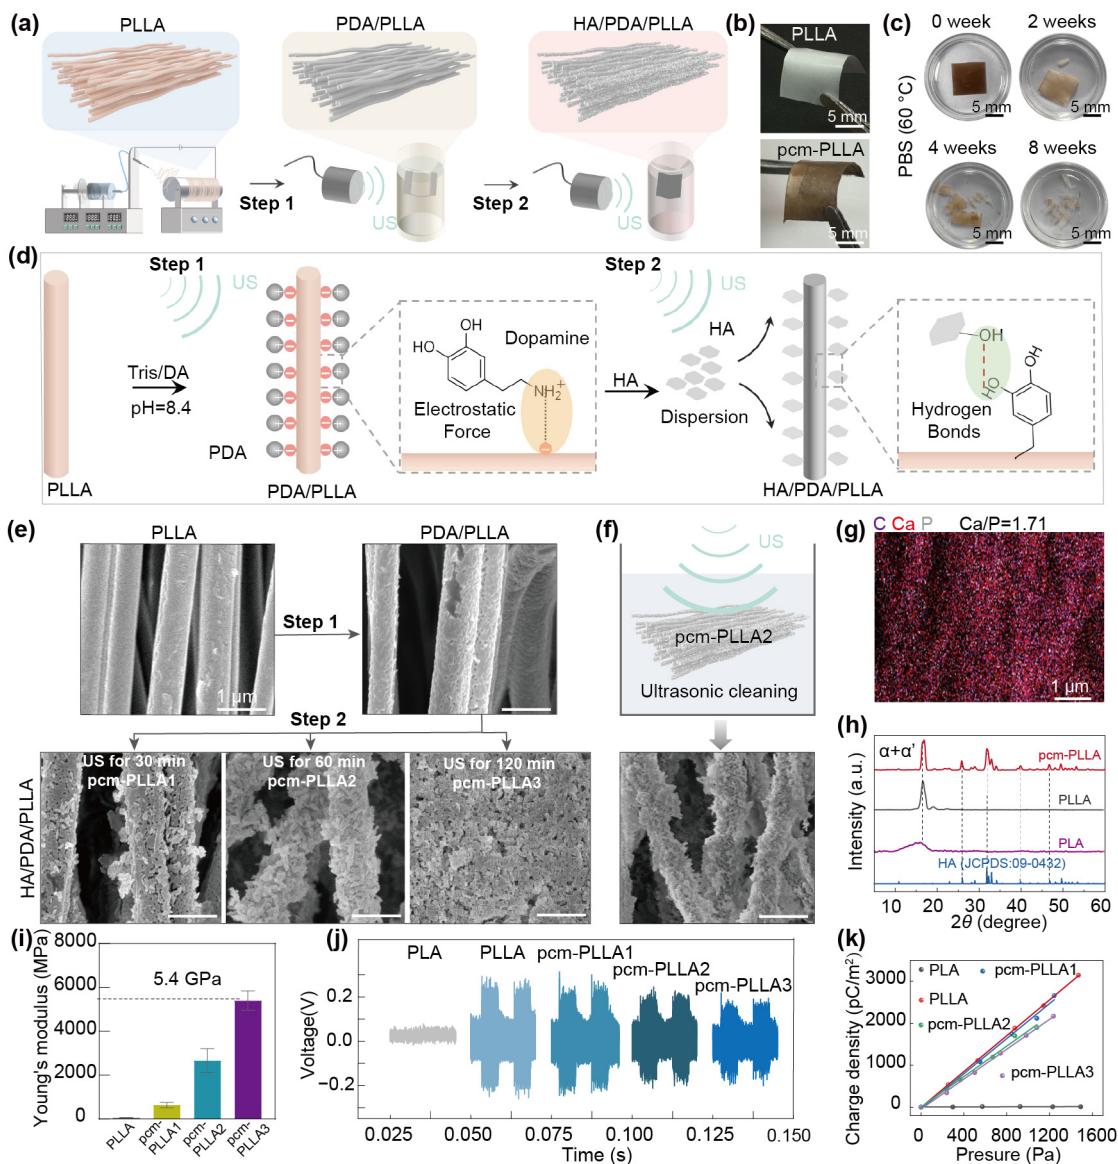 (a)
PLLA
PDA/PLLA
HA/PDA/PLLA
Step 1
US
Step 2
US
(b)
PLLA
5 mm
pcm-PLLA
5 mm
(c)
PBS (60 °C)
0 week
2 weeks
5 mm
5 mm
4 weeks
8 weeks
5 mm
5 mm
(d)
Step 1
US
Tris/DA
pH=8.4
PLLA
PDA
PDA/PLLA
OH
HO
Dopamine
NH₂⁺
Electrostatic
Force
Step 2
US
HA
HA
Dispersion
HA/PDA/PLLA
OH
OH
HO
Hydrogen
Bonds
(e)
PLLA
PDA/PLLA
1 μm
Step 1
Step 2
HA/PDA/PLLA
US for 30 min
pcm-PLLA1
US for 60 min
pcm-PLLA2
US for 120 min
pcm-PLLA3
(f)
US
pcm-PLLA2
Ultrasonic cleaning
(g)
C Ca P
Ca/P=1.71
1 μm
(h)
Intensity (a.u.)
α+α'
pcm-PLLA
PLLA
PLA
HA (JCPDS:09-0432)
10 20 30 40 50 60
2θ (degree)
(i)
Young's modulus (MPa)
8000
6000
4000
2000
0
5.4 GPa
PLLA
pcm-PLLA1
pcm-PLLA2
pcm-PLLA3
(j)
Voltage(V)
0.2
0.0
−0.2
PLA
PLLA
pcm-PLLA1
pcm-PLLA2
pcm-PLLA3
0.025 0.050 0.075 0.100 0.125 0.150
Time (s)
(k)
Charge density (pC/m²)
3000
2000
1000
0
PLA
pcm-PLLA1
PLLA
pcm-PLLA2
pcm-PLLA3
0 400 800 1200 1600
Presure (Pa)